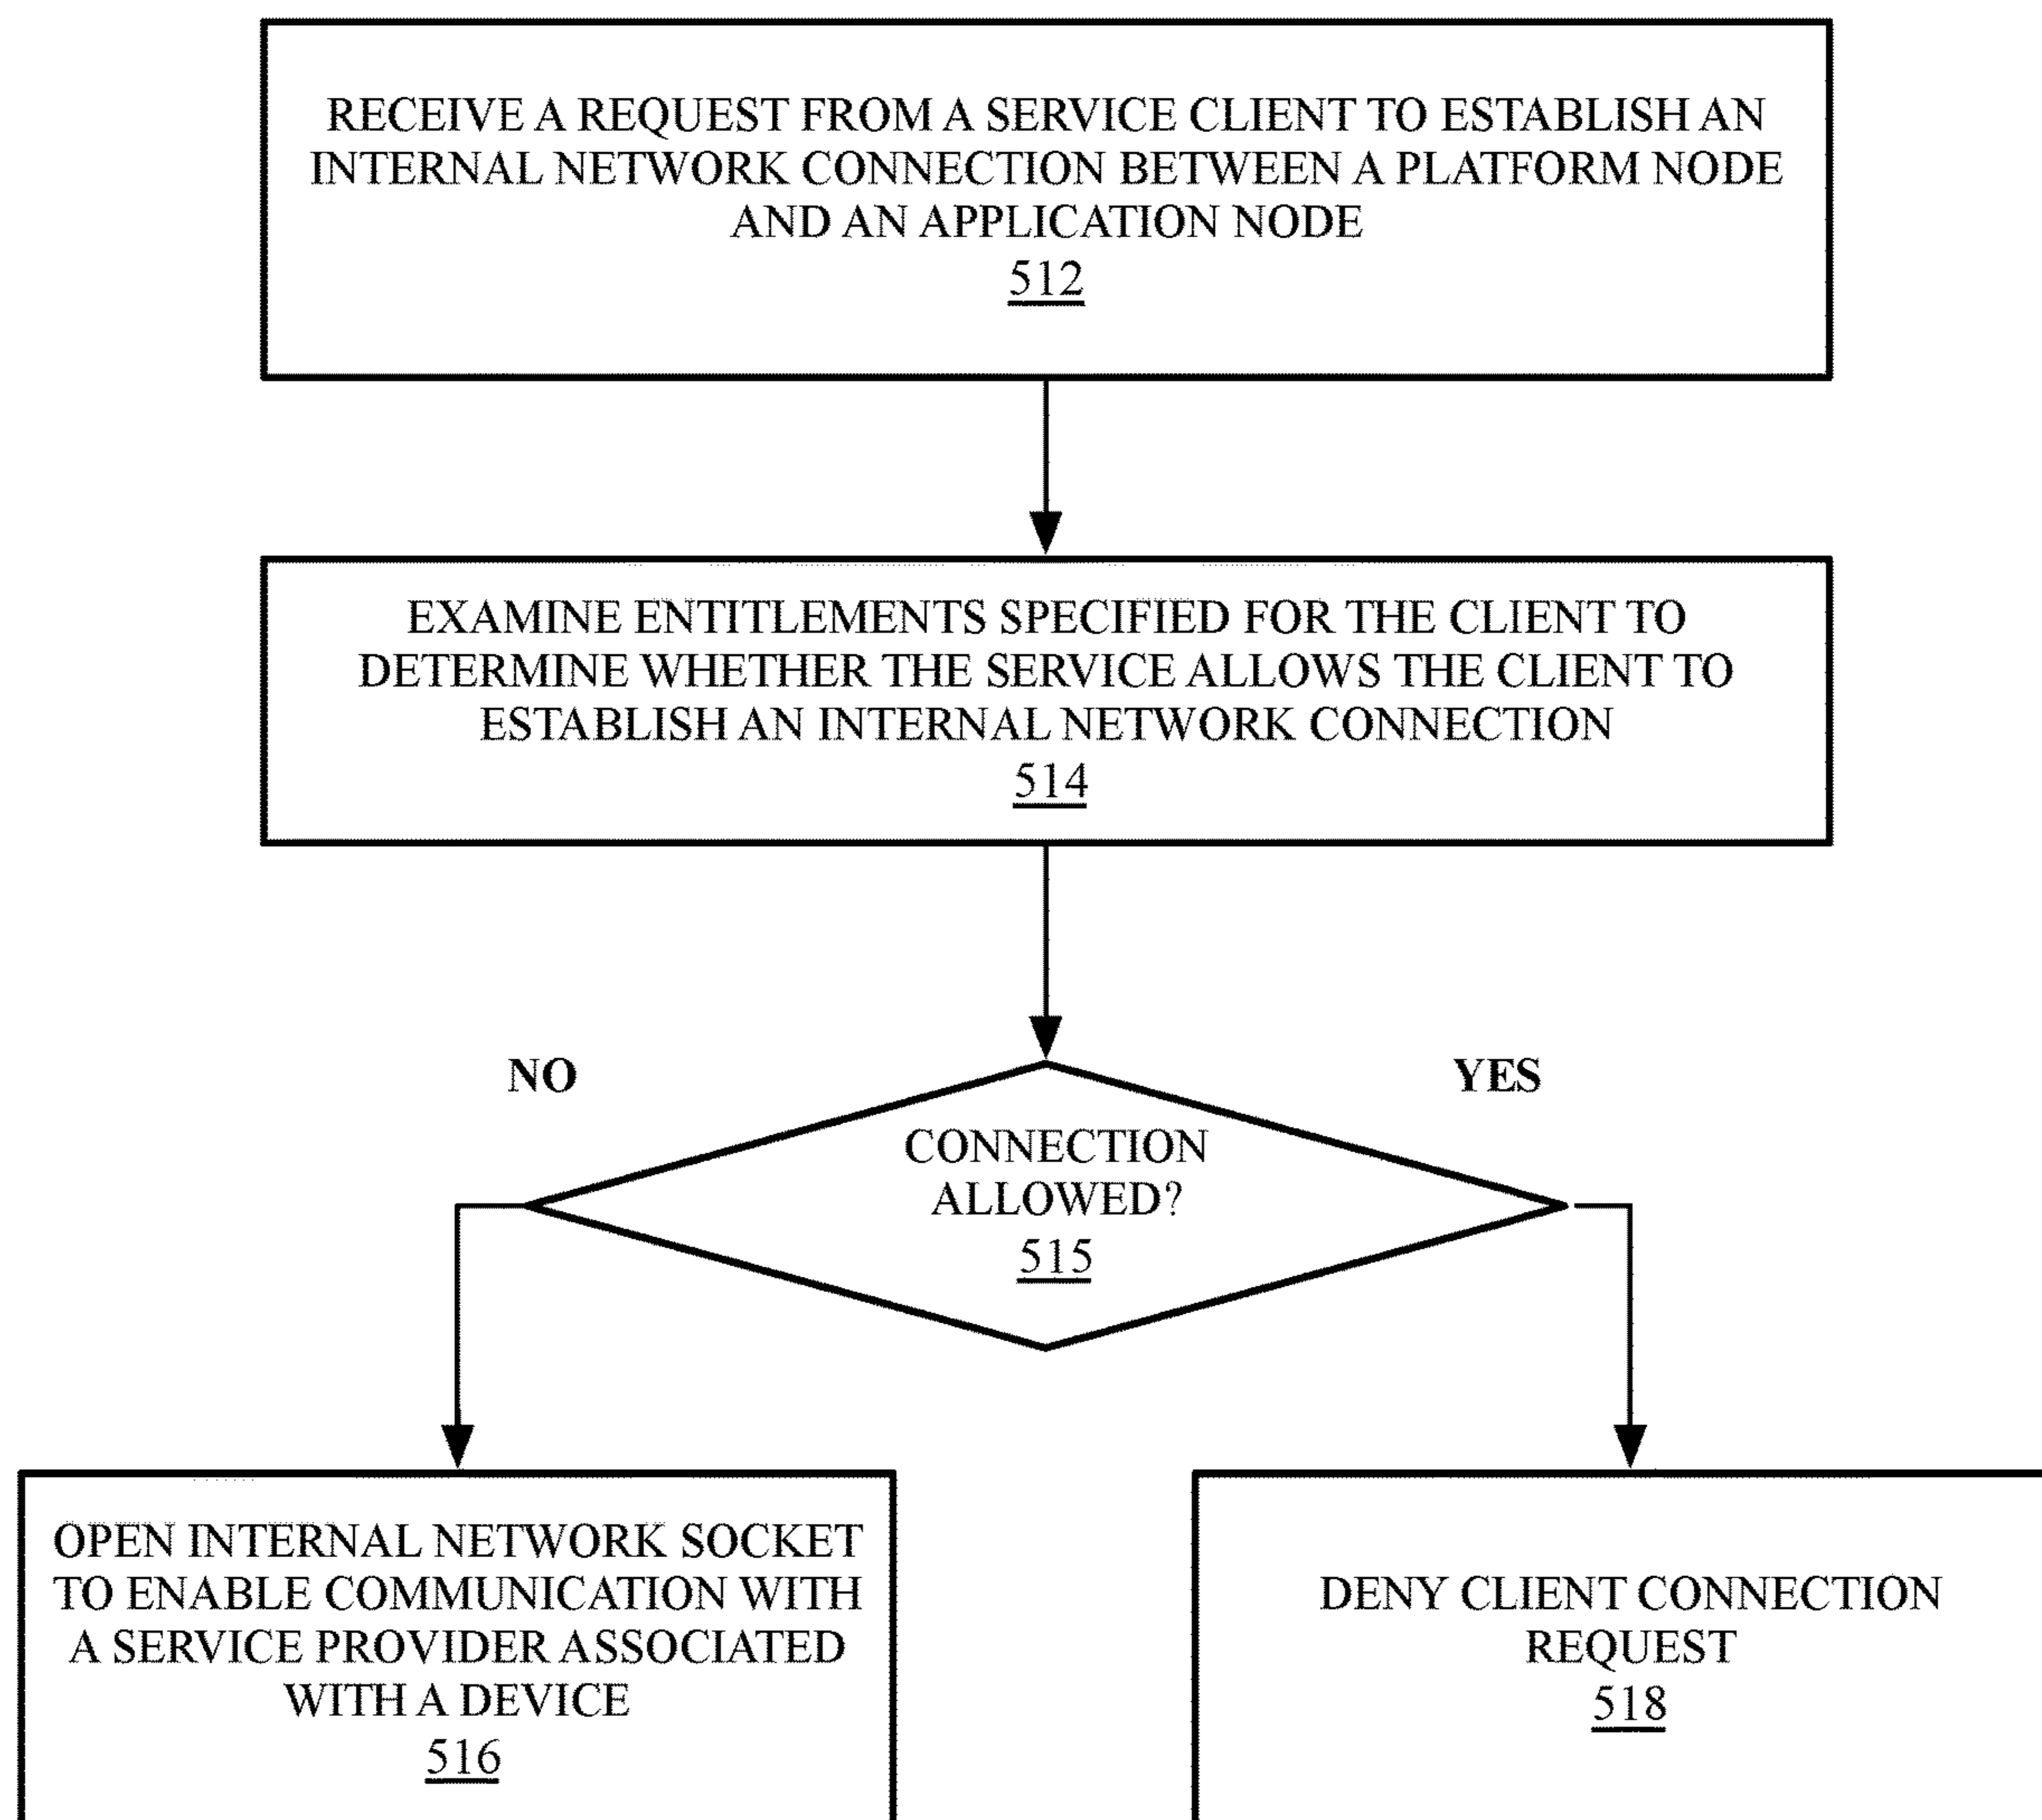 RECEIVE A REQUEST FROM A SERVICE CLIENT TO ESTABLISH AN
INTERNAL NETWORK CONNECTION BETWEEN A PLATFORM NODE
AND AN APPLICATION NODE
512
EXAMINE ENTITLEMENTS SPECIFIED FOR THE CLIENT TO
DETERMINE WHETHER THE SERVICE ALLOWS THE CLIENT TO
ESTABLISH AN INTERNAL NETWORK CONNECTION
514
NO
YES
CONNECTION
ALLOWED?
515
OPEN INTERNAL NETWORK SOCKET
TO ENABLE COMMUNICATION WITH
A SERVICE PROVIDER ASSOCIATED
WITH A DEVICE
516
DENY CLIENT CONNECTION
REQUEST
518